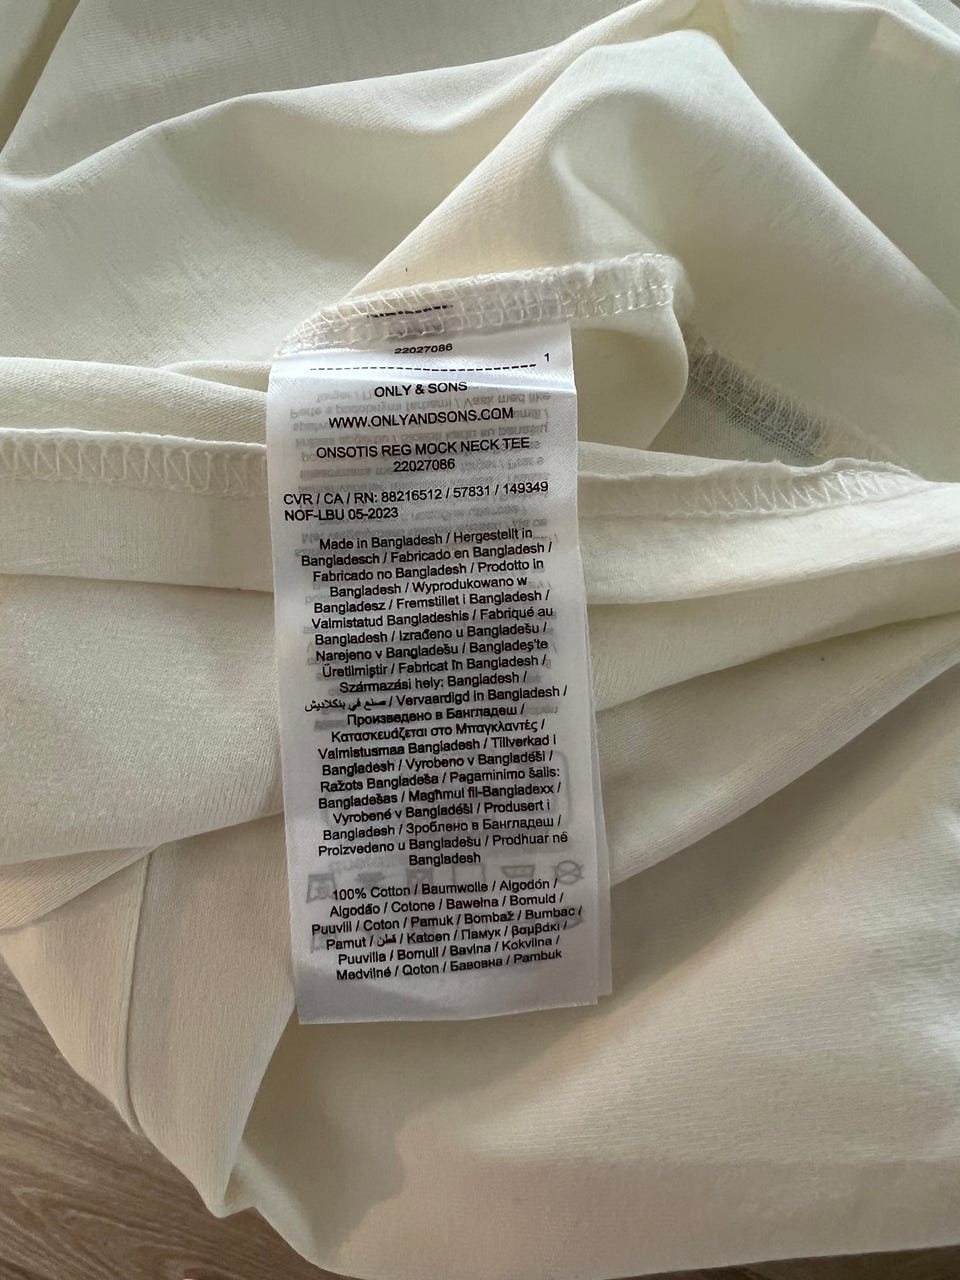 22027086
1
ONLY & SONS
WWW.ONLYANDSONS.COM
ONSOTIS REG MOCK NECK TEE
22027086
CVR / CA / RN: 88216512 / 57831 / 149349
NOF-LBU 05-2023
Made in Bangladesh / Hergestellt in
Bangladesch / Fabricado en Bangladesh /
Fabricado no Bangladesh / Prodotto in
Bangladesh / Wyprodukowano w
Bangladesz / Fremstillet i Bangladesh /
Valmistatud Bangladeshis / Fabriqué au
Bangladesh / Izrađeno u Bangladešu /
Narejeno v Bangladešu / Bangladeş'te
Üretilmiştir / Fabricat în Bangladesh /
Származási hely: Bangladesh /
صنع في بنكلاديش / Vervaardigd in Bangladesh /
Произведено в Бангладеш /
Κατασκευάζεται στο Μπαγκλαντές /
Valmistusmaa Bangladesh / Tillverkad i
Bangladesh / Vyrobeno v Bangladéši /
Ražots Bangladeša / Pagaminimo šalis:
Bangladešas / Magħmul fil-Bangladexx /
Vyrobené v Bangladéši / Produsert i
Bangladesh / Зроблено в Бангладеш /
Proizvedeno u Bangladešu / Prodhuar në
Bangladesh
100% Cotton / Baumwolle / Algodón /
Algodão / Cotone / Bawełna / Bomuld /
Puuvill / Coton / Pamuk / Bombaž / Bumbac /
Pamut / قطن / Katoen / Памук / βαμβάκι /
Puuvilla / Bomull / Bavlna / Kokvilna /
Medvilnė / Qoton / Бавовна / Pambuk